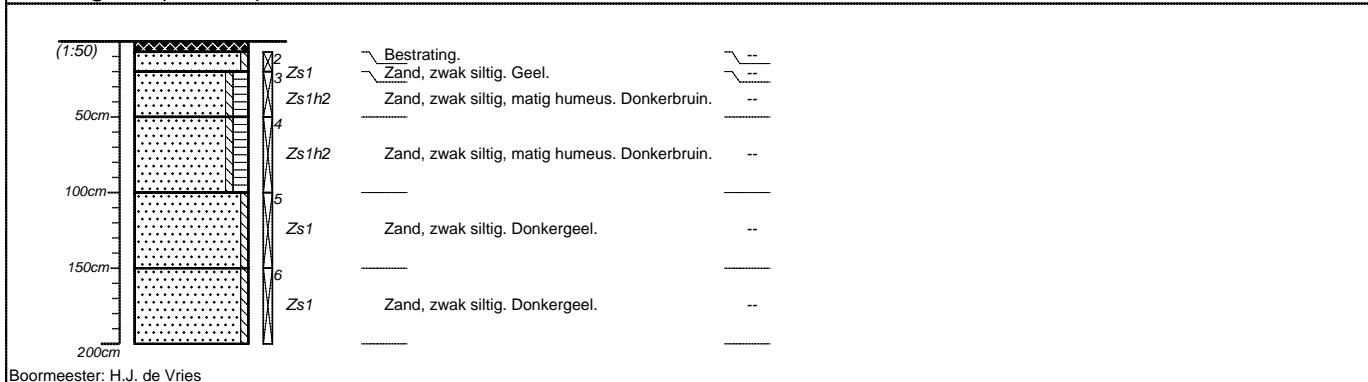 (1:50)
2 Bestrating. --
3 Zs1 Zand, zwak siltig. Geel. --
Zs1h2 Zand, zwak siltig, matig humeus. Donkerbruin. --
50cm
4
Zs1h2 Zand, zwak siltig, matig humeus. Donkerbruin. --
100cm
5
Zs1 Zand, zwak siltig. Donkergeel. --
150cm
6
Zs1 Zand, zwak siltig. Donkergeel. --
200cm
Boormeester: H.J. de Vries